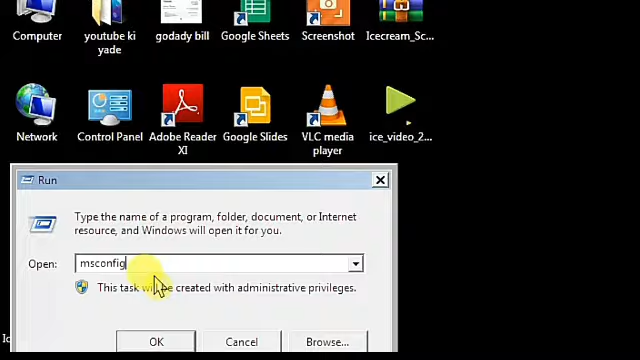 Computer
youtube ki
yade
godady bill
Google Sheets
Screenshot
Icecream_Sc...
Network
Control Panel
Adobe Reader
XI
Google Slides
VLC media
player
ice_video_2...
Run
Type the name of a program, folder, document, or Internet
resource, and Windows will open it for you.
Open:
msconfig
This task will be created with administrative privileges.
OK
Cancel
Browse...
Ic